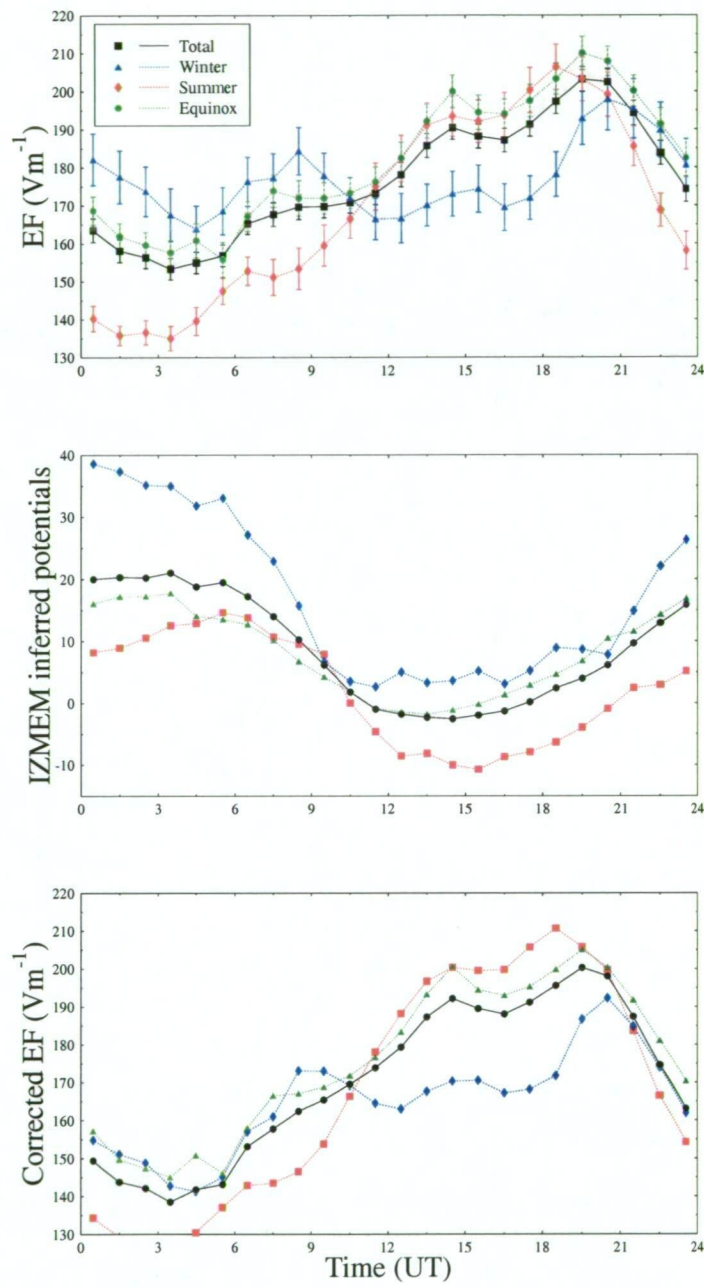 EF (Vm⁻¹)
220
210
200
190
180
170
160
150
140
130
Total
Winter
Summer
Equinox
0 3 6 9 12 15 18 21 24
IZMEM inferred potentials
40
30
20
10
0
-10
0 3 6 9 12 15 18 21 24
Corrected EF (Vm⁻¹)
220
210
200
190
180
170
160
150
140
130
0 3 6 9 12 15 18 21 24
Time (UT)